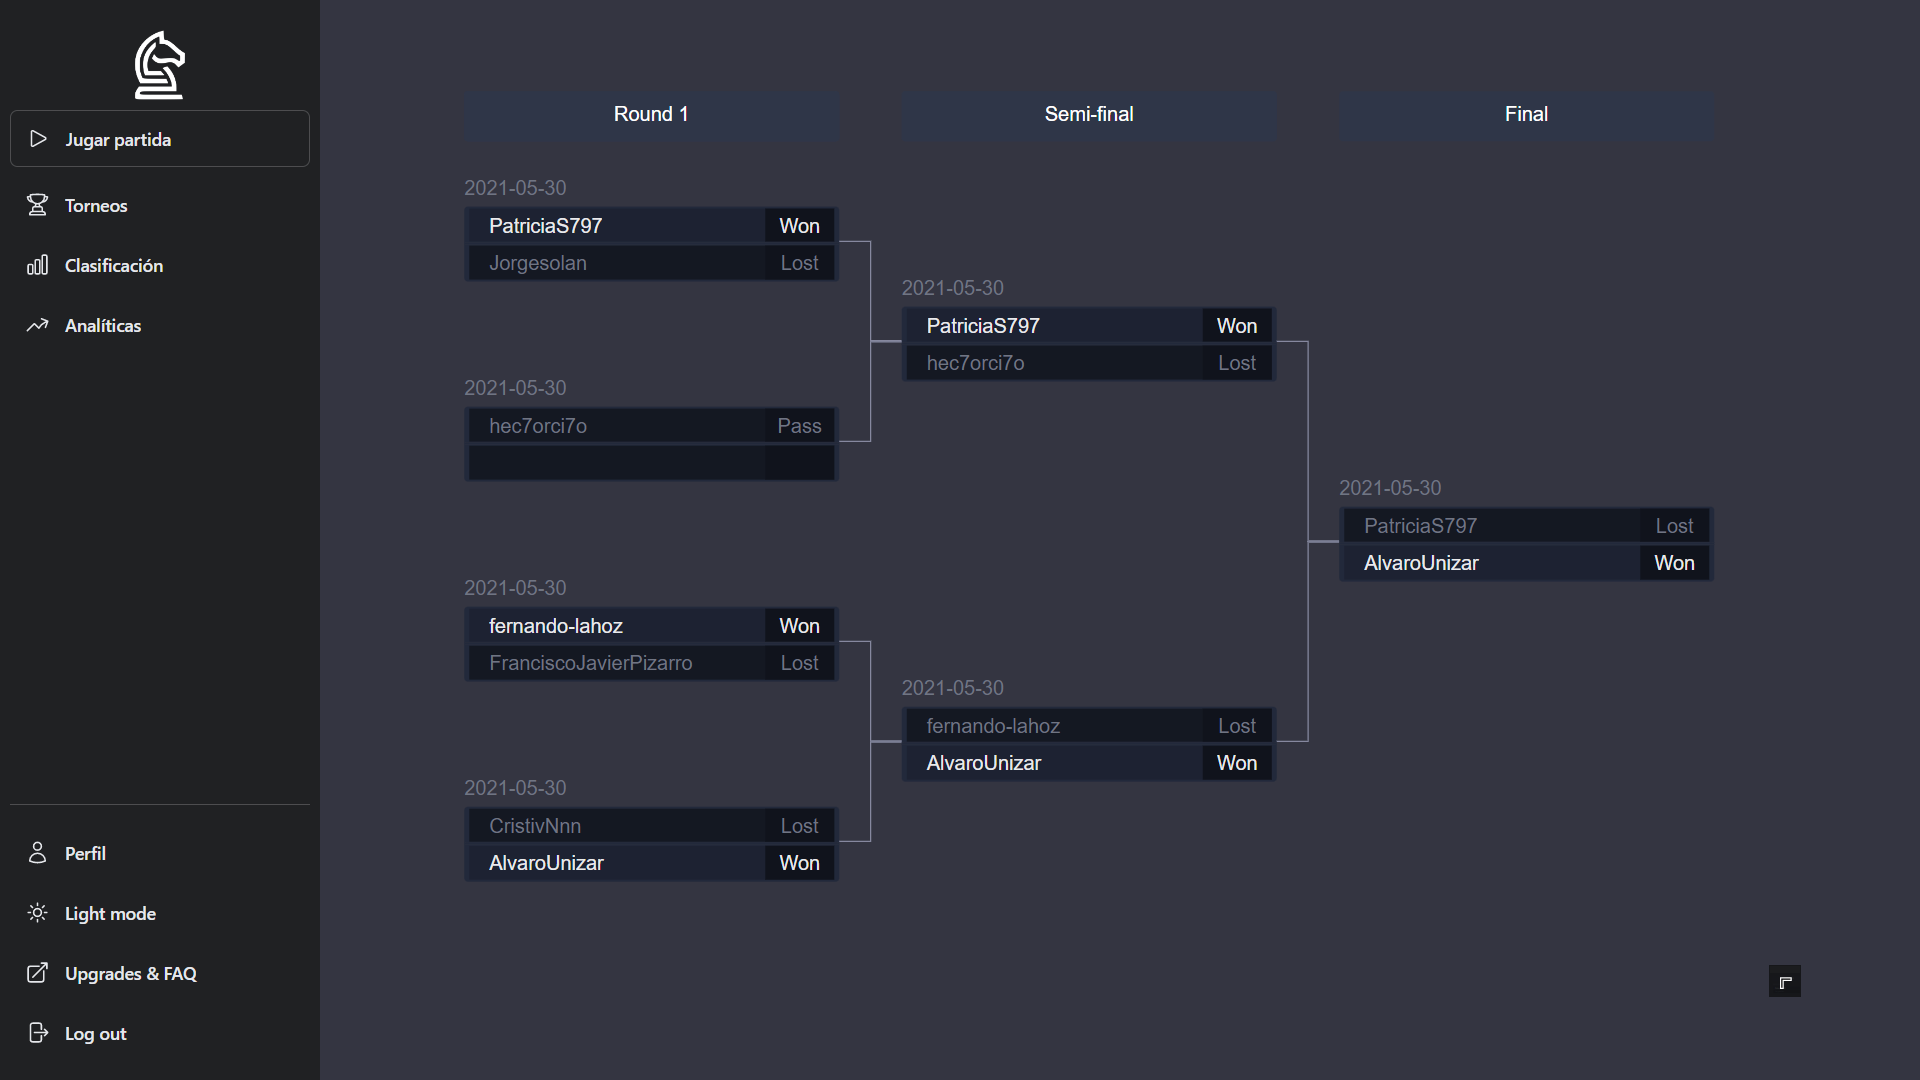 Jugar partida
Torneos
Clasificación
Analíticas
Perfil
Light mode
Upgrades & FAQ
Log out
Round 1
Semi-final
Final
2021-05-30
PatriciaS797 Won
Jorgesolan Lost
2021-05-30
hec7orci7o Pass
2021-05-30
fernando-lahoz Won
FranciscoJavierPizarro Lost
2021-05-30
CristivNnn Lost
AlvaroUnizar Won
2021-05-30
PatriciaS797 Won
hec7orci7o Lost
2021-05-30
fernando-lahoz Lost
AlvaroUnizar Won
2021-05-30
PatriciaS797 Lost
AlvaroUnizar Won